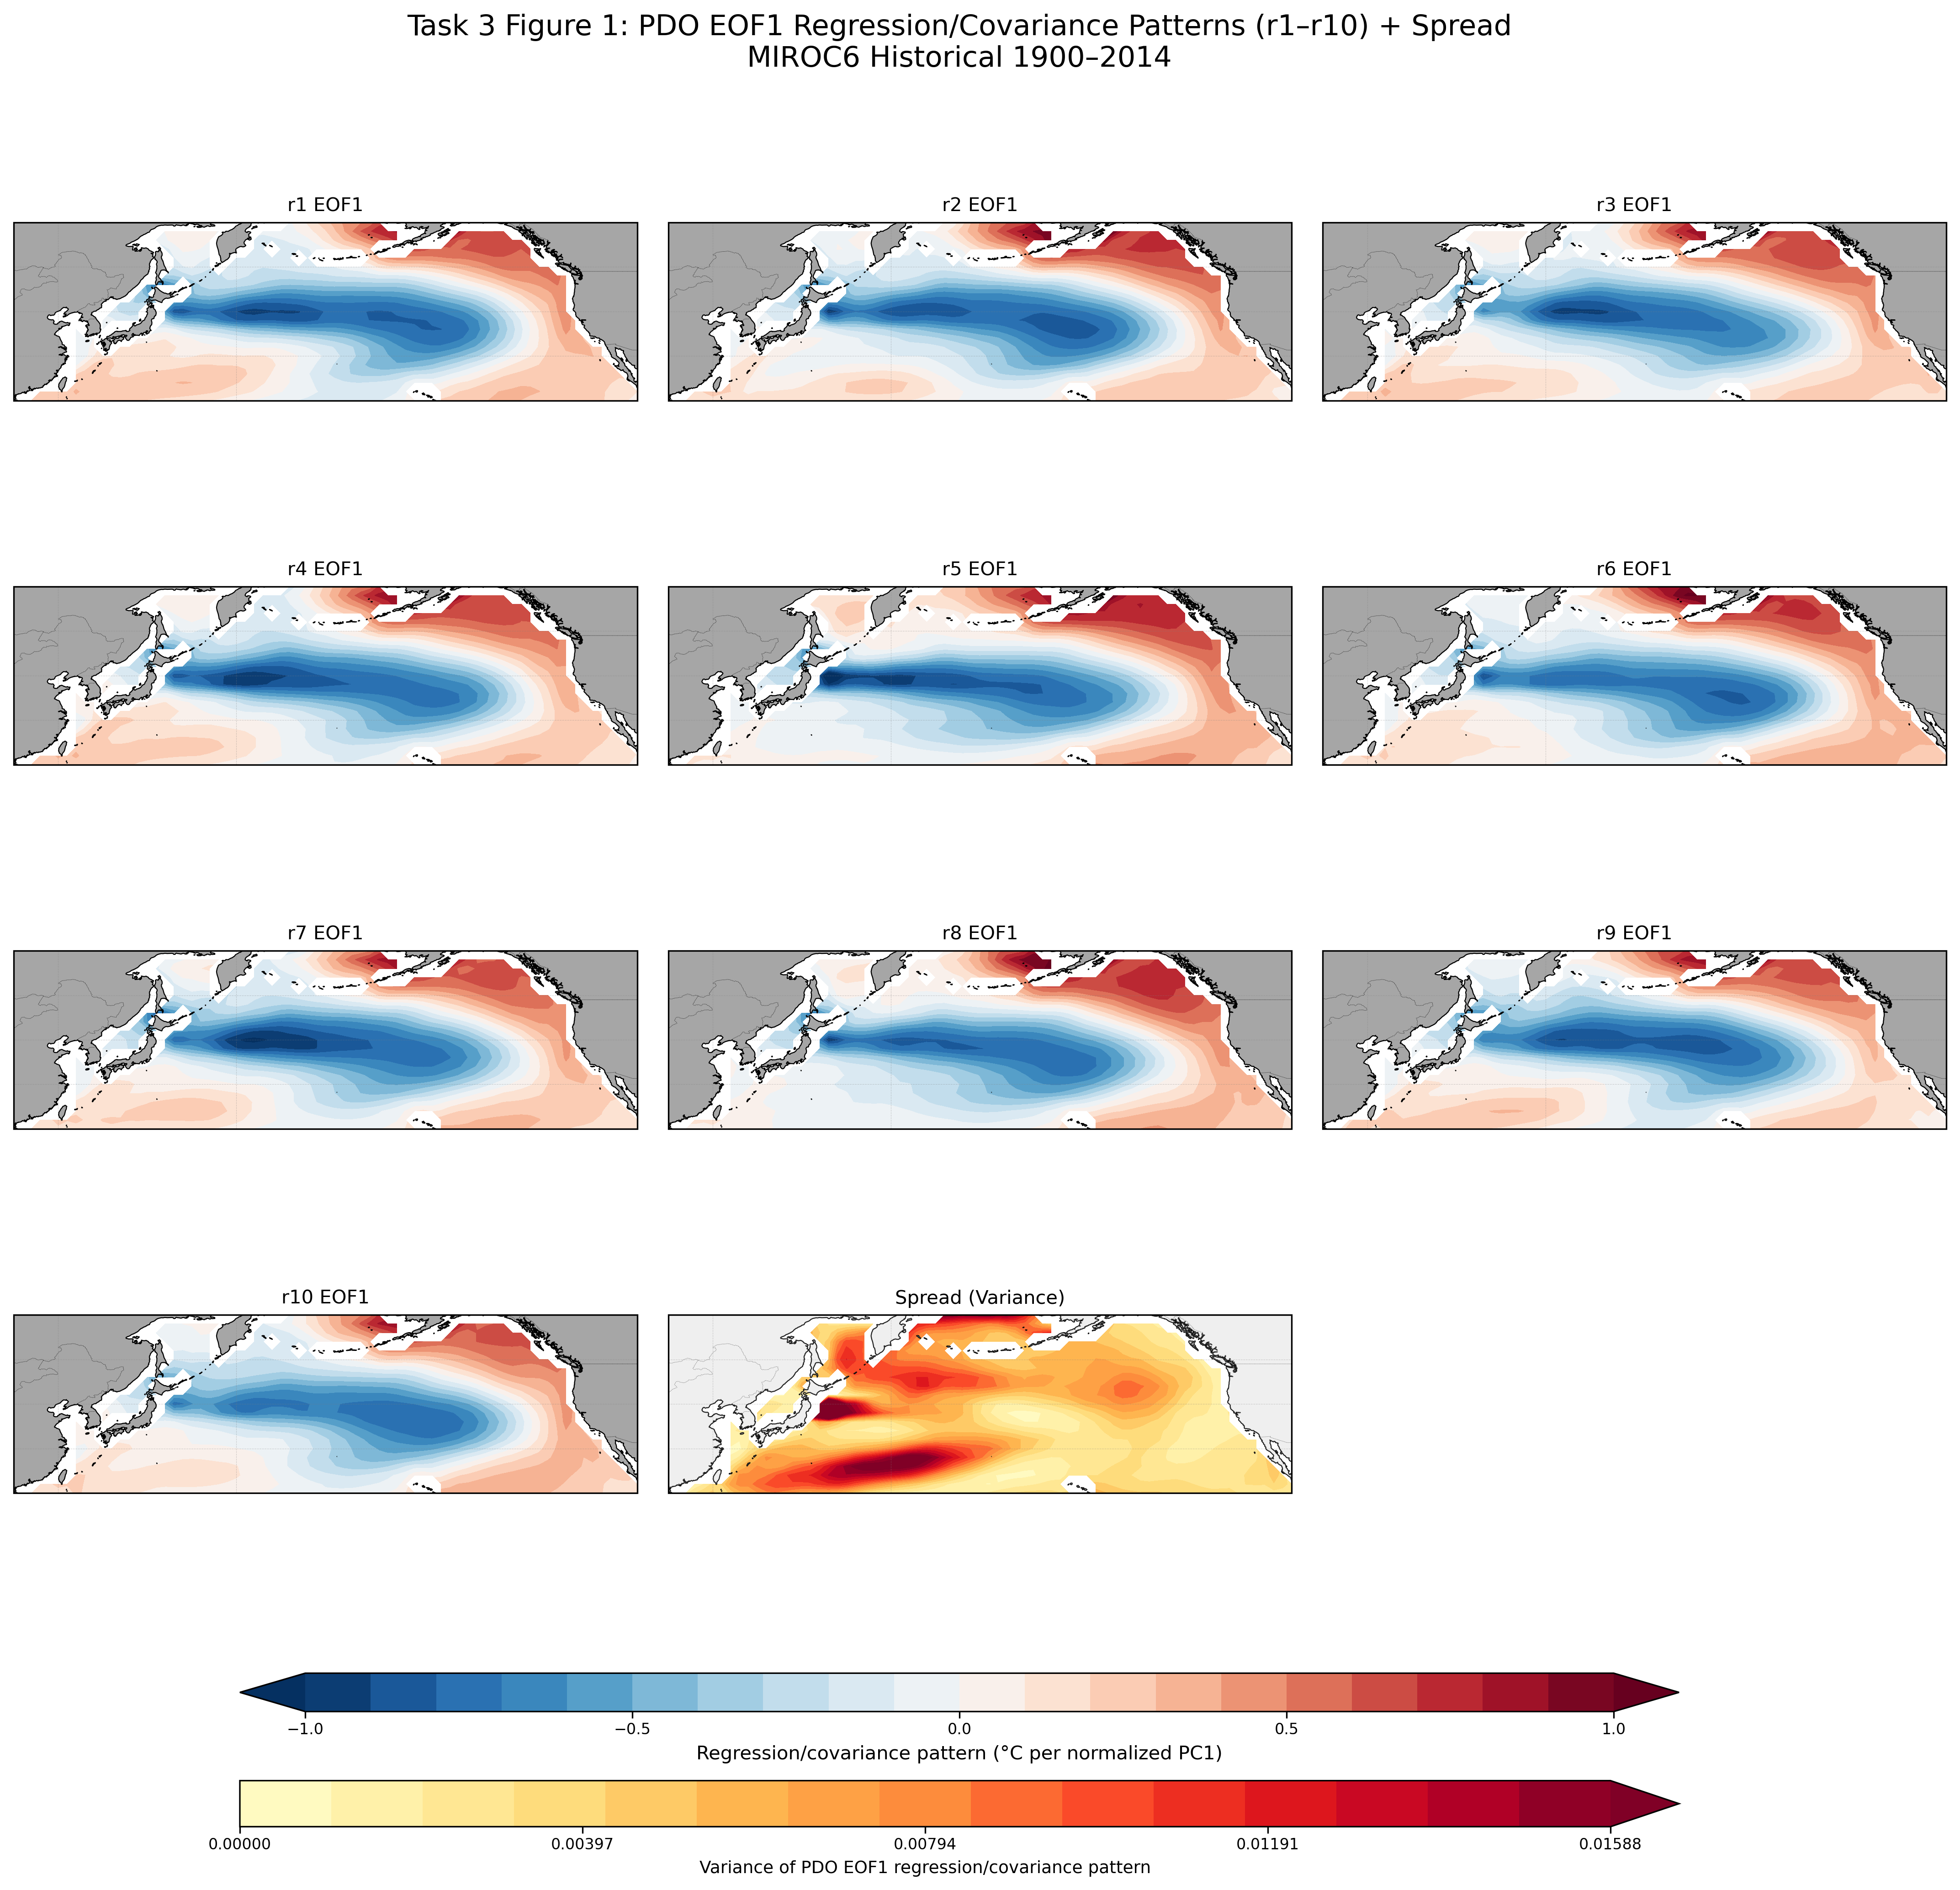 Task 3 Figure 1: PDO EOF1 Regression/Covariance Patterns (r1–r10) + Spread
MIROC6 Historical 1900–2014
r1 EOF1
r2 EOF1
r3 EOF1
r4 EOF1
r5 EOF1
r6 EOF1
r7 EOF1
r8 EOF1
r9 EOF1
r10 EOF1
Spread (Variance)
−1.0 −0.5 0.0 0.5 1.0
Regression/covariance pattern (°C per normalized PC1)
0.00000 0.00397 0.00794 0.01191 0.01588
Variance of PDO EOF1 regression/covariance pattern